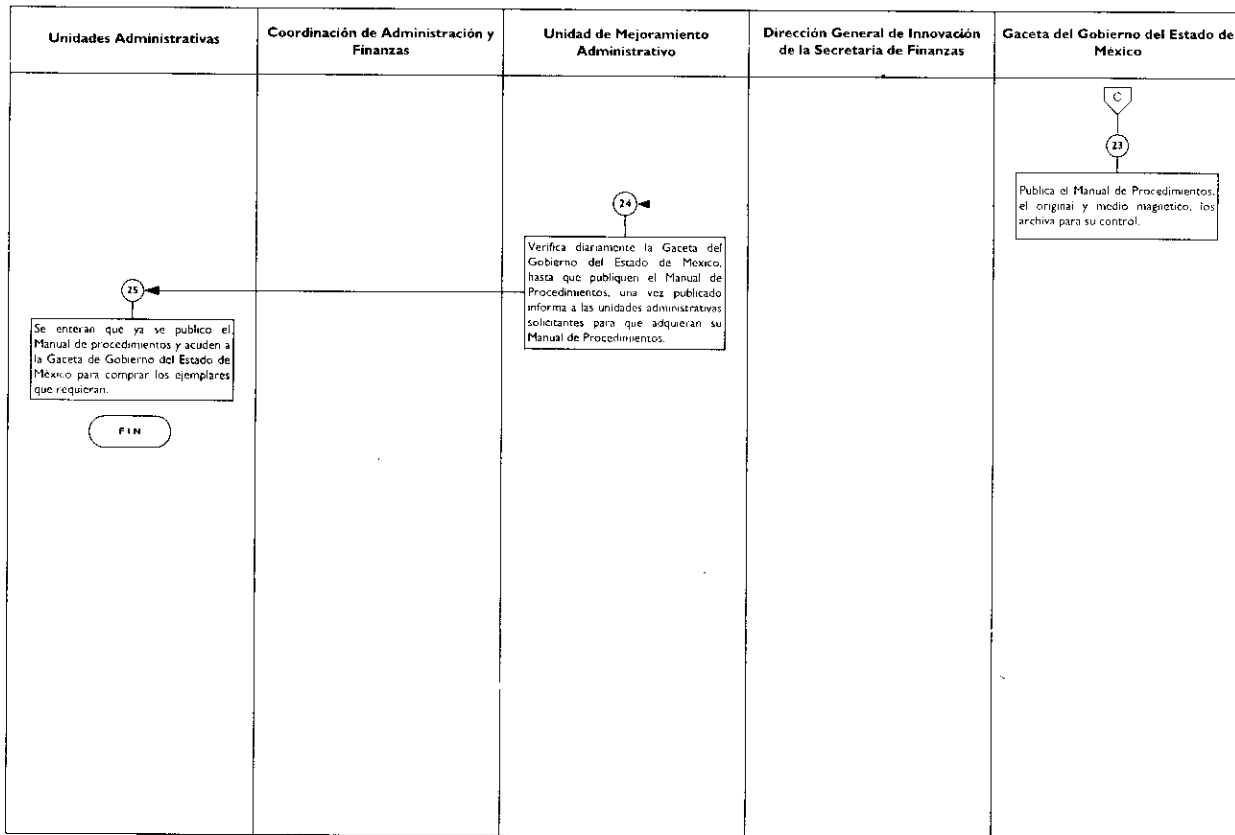 Unidades Administrativas
Coordinación de Administración y
Finanzas
Unidad de Mejoramiento
Administrativo
Dirección General de Innovación
de la Secretaría de Finanzas
Gaceta del Gobierno del Estado de
México
C
23
Publica el Manual de Procedimientos,
el original y medio magnético, los
archiva para su control.
24
Verifica diariamente la Gaceta del
Gobierno del Estado de México,
hasta que publiquen el Manual de
Procedimientos, una vez publicado
informa a las unidades administrativas
solicitantes para que adquieran su
Manual de Procedimientos.
25
Se enteran que ya se publico el
Manual de procedimientos y acuden a
la Gaceta de Gobierno del Estado de
México para comprar los ejemplares
que requieran.
FIN